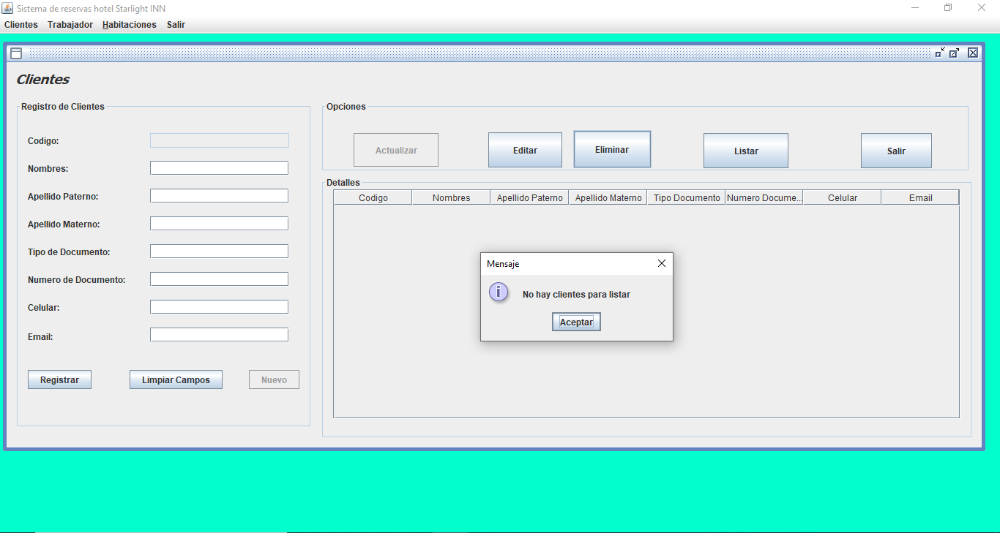 Sistema de reservas hotel Starlight INN
Clientes Trabajador Habitaciones Salir
Clientes
Registro de Clientes
Codigo:
Nombres:
Apellido Paterno:
Apellido Materno:
Tipo de Documento:
Numero de Documento:
Celular:
Email:
Registrar Limpiar Campos Nuevo
Opciones
Actualizar Editar Eliminar Listar Salir
Detalles
Codigo Nombres Apellido Paterno Apellido Materno Tipo Documento Numero Docume... Celular Email
Mensaje
i No hay clientes para listar
Aceptar